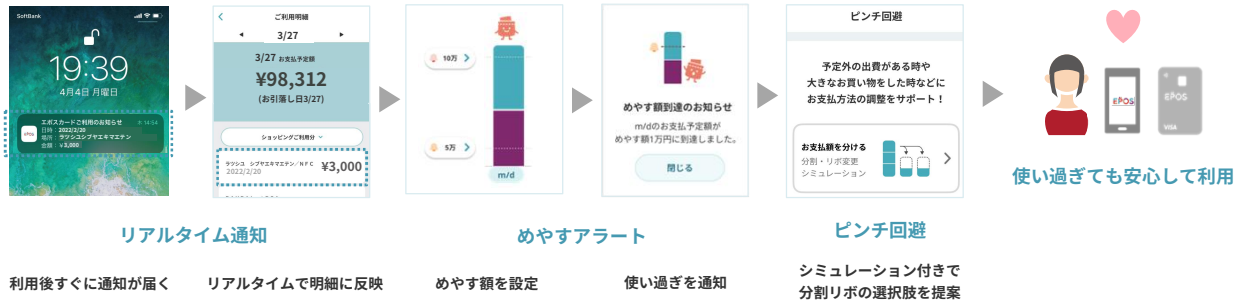 SoftBank
19:39
4月4日 月曜日
EPOS
エポスカードご利用のお知らせ
日時：2022/2/20
場所：ラツシユシブヤエキマエテン
金額：￥3,000
ご利用明細
3/27
3/27 お支払予定額
¥98,312
(お引落し日3/27)
ショッピングご利用分
ラツシユ　シブヤエキマエテン／ＮＦＣ
2022/2/20
¥3,000
10万
5万
m/d
めやす額到達のお知らせ
m/dのお支払予定額が
めやす額1万円に到達しました。
閉じる
ピンチ回避
予定外の出費がある時や
大きなお買い物をした時などに
お支払方法の調整をサポート！
お支払額を分ける
分割・リボ変更
シミュレーション
EPOS
EPOS
VISA
使い過ぎても安心して利用
リアルタイム通知
めやすアラート
ピンチ回避
利用後すぐに通知が届く
リアルタイムで明細に反映
めやす額を設定
使い過ぎを通知
シミュレーション付きで
分割リボの選択肢を提案